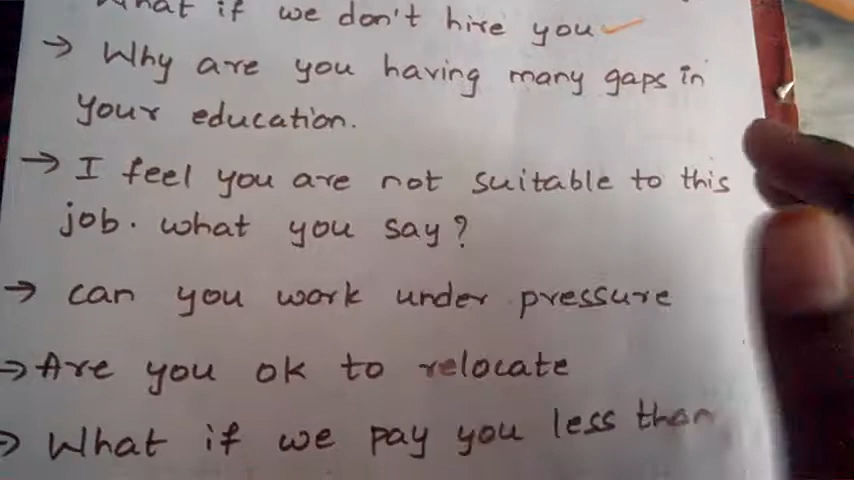 What if we don't hire you
→ Why are you having many gaps in
your education.
→ I feel you are not suitable to this
job. what you say?
→ can you work under pressure
→ Are you ok to relocate
→ What if we pay you less than